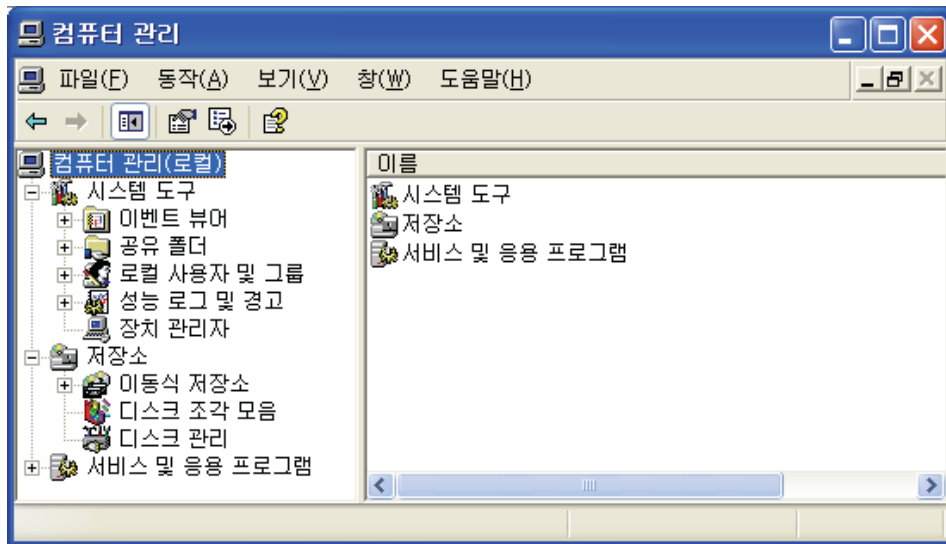 컴퓨터 관리
파일(F) 동작(A) 보기(V) 창(W) 도움말(H)
컴퓨터 관리(로컬)
시스템 도구
이벤트 뷰어
공유 폴더
로컬 사용자 및 그룹
성능 로그 및 경고
장치 관리자
저장소
이동식 저장소
디스크 조각 모음
디스크 관리
서비스 및 응용 프로그램
이름
시스템 도구
저장소
서비스 및 응용 프로그램